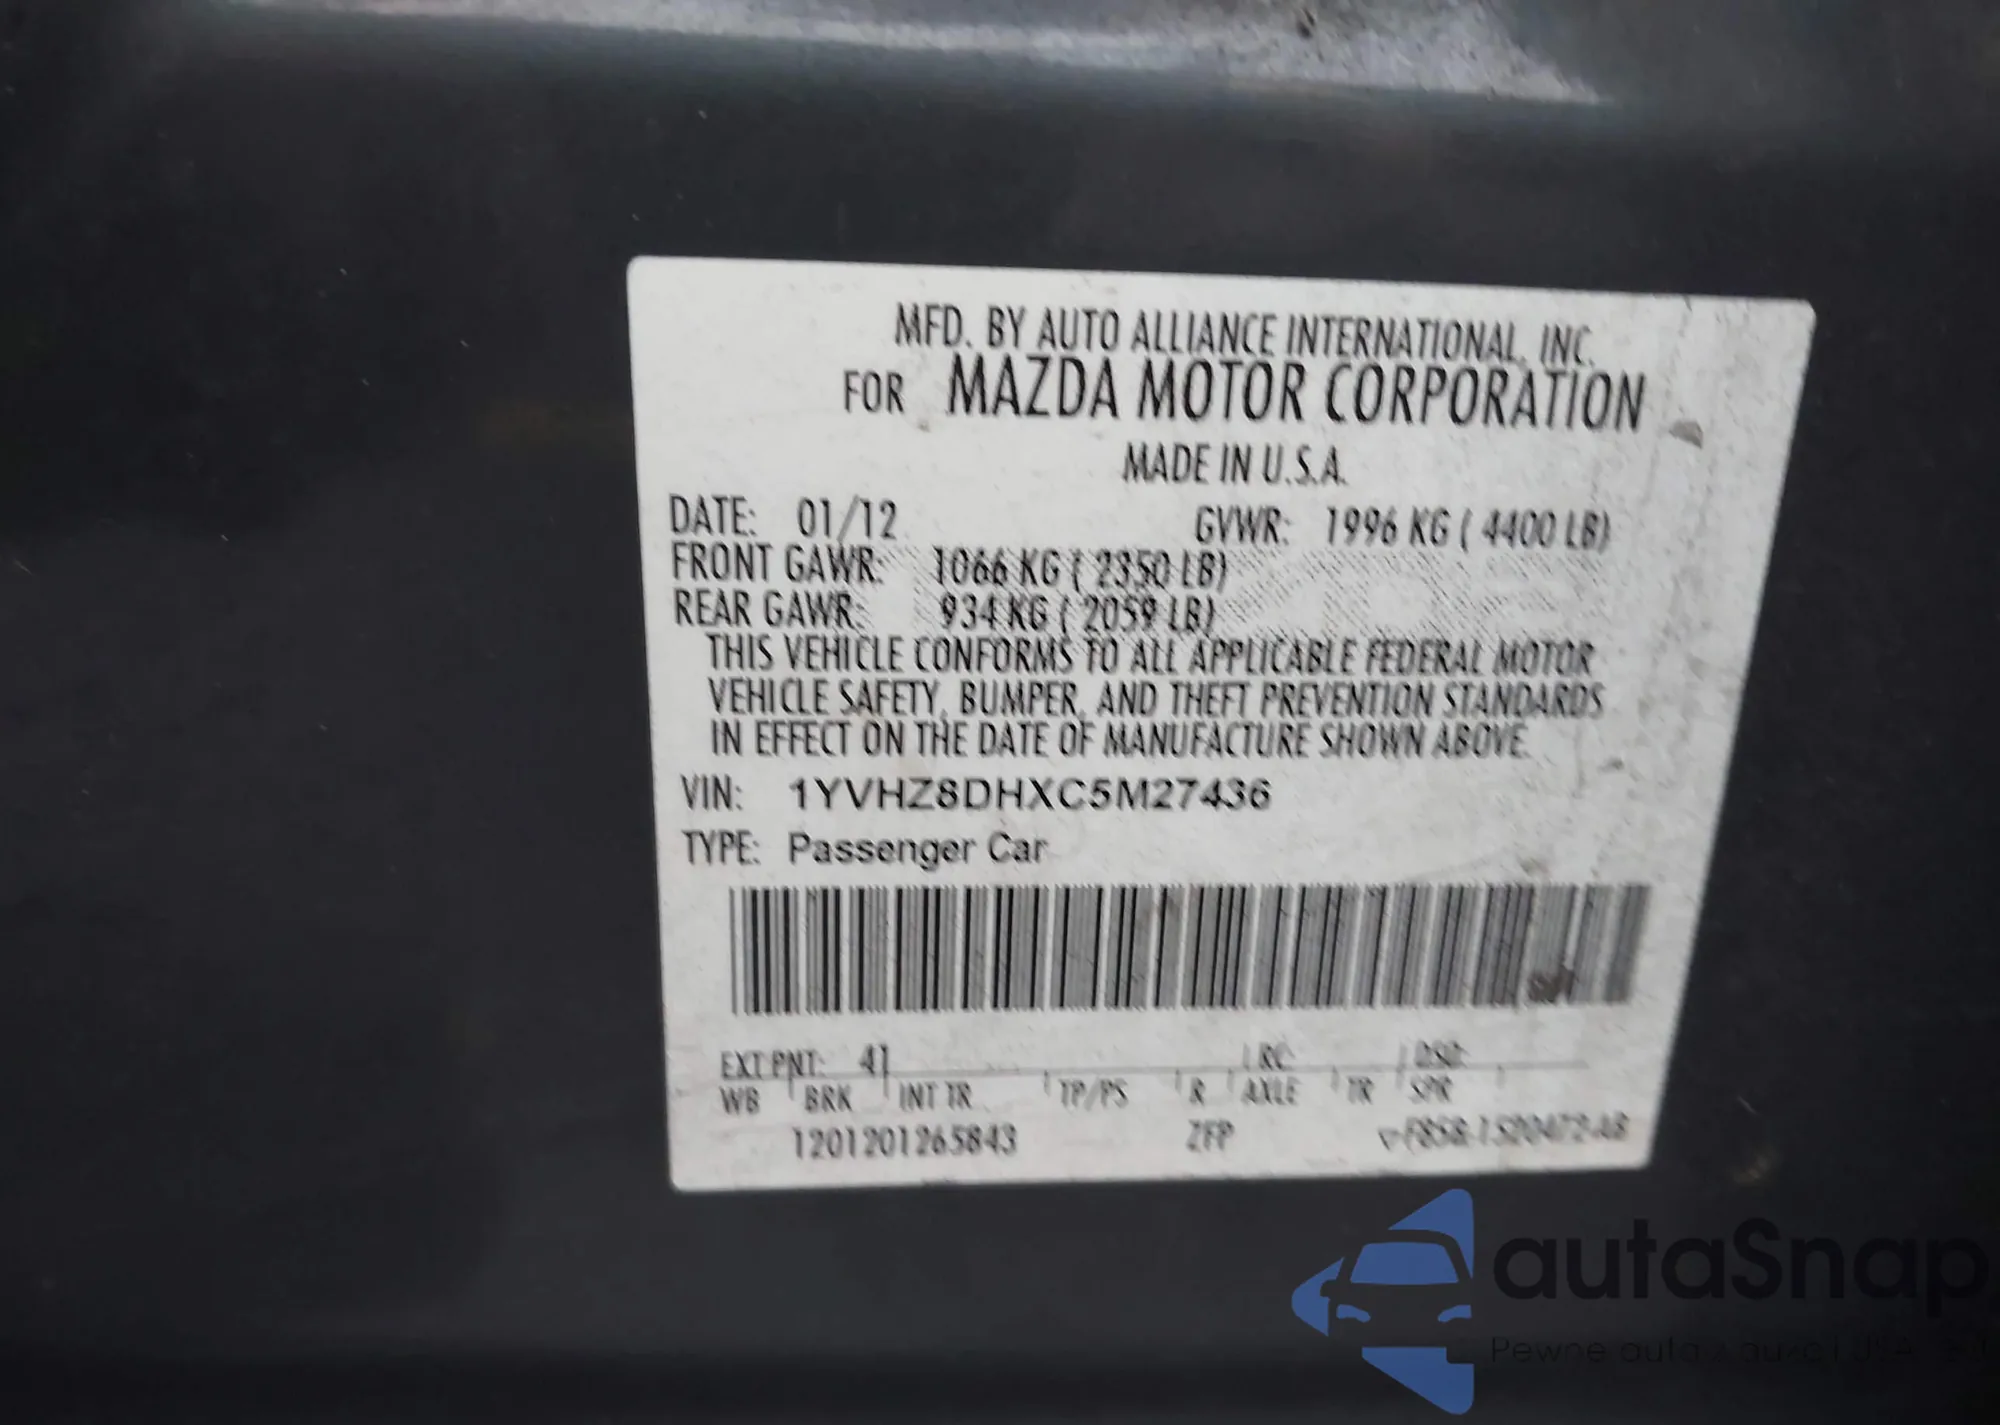 MFD. BY AUTO ALLIANCE INTERNATIONAL, INC.
FOR MAZDA MOTOR CORPORATION
MADE IN U.S.A.
DATE: 01/12 GVWR: 1996 KG ( 4400 LB)
FRONT GAWR: 1066 KG ( 2350 LB)
REAR GAWR: 934 KG ( 2059 LB)
THIS VEHICLE CONFORMS TO ALL APPLICABLE FEDERAL MOTOR
VEHICLE SAFETY, BUMPER, AND THEFT PREVENTION STANDARDS
IN EFFECT ON THE DATE OF MANUFACTURE SHOWN ABOVE.
VIN: 1YVHZ8DHXC5M27436
TYPE: Passenger Car
EXT PNT: 41 RC: DSO:
WB BRK INT TR TP/PS R AXLE TR SPR
1201201265843 ZFP
autaSnap
Pewne auta z